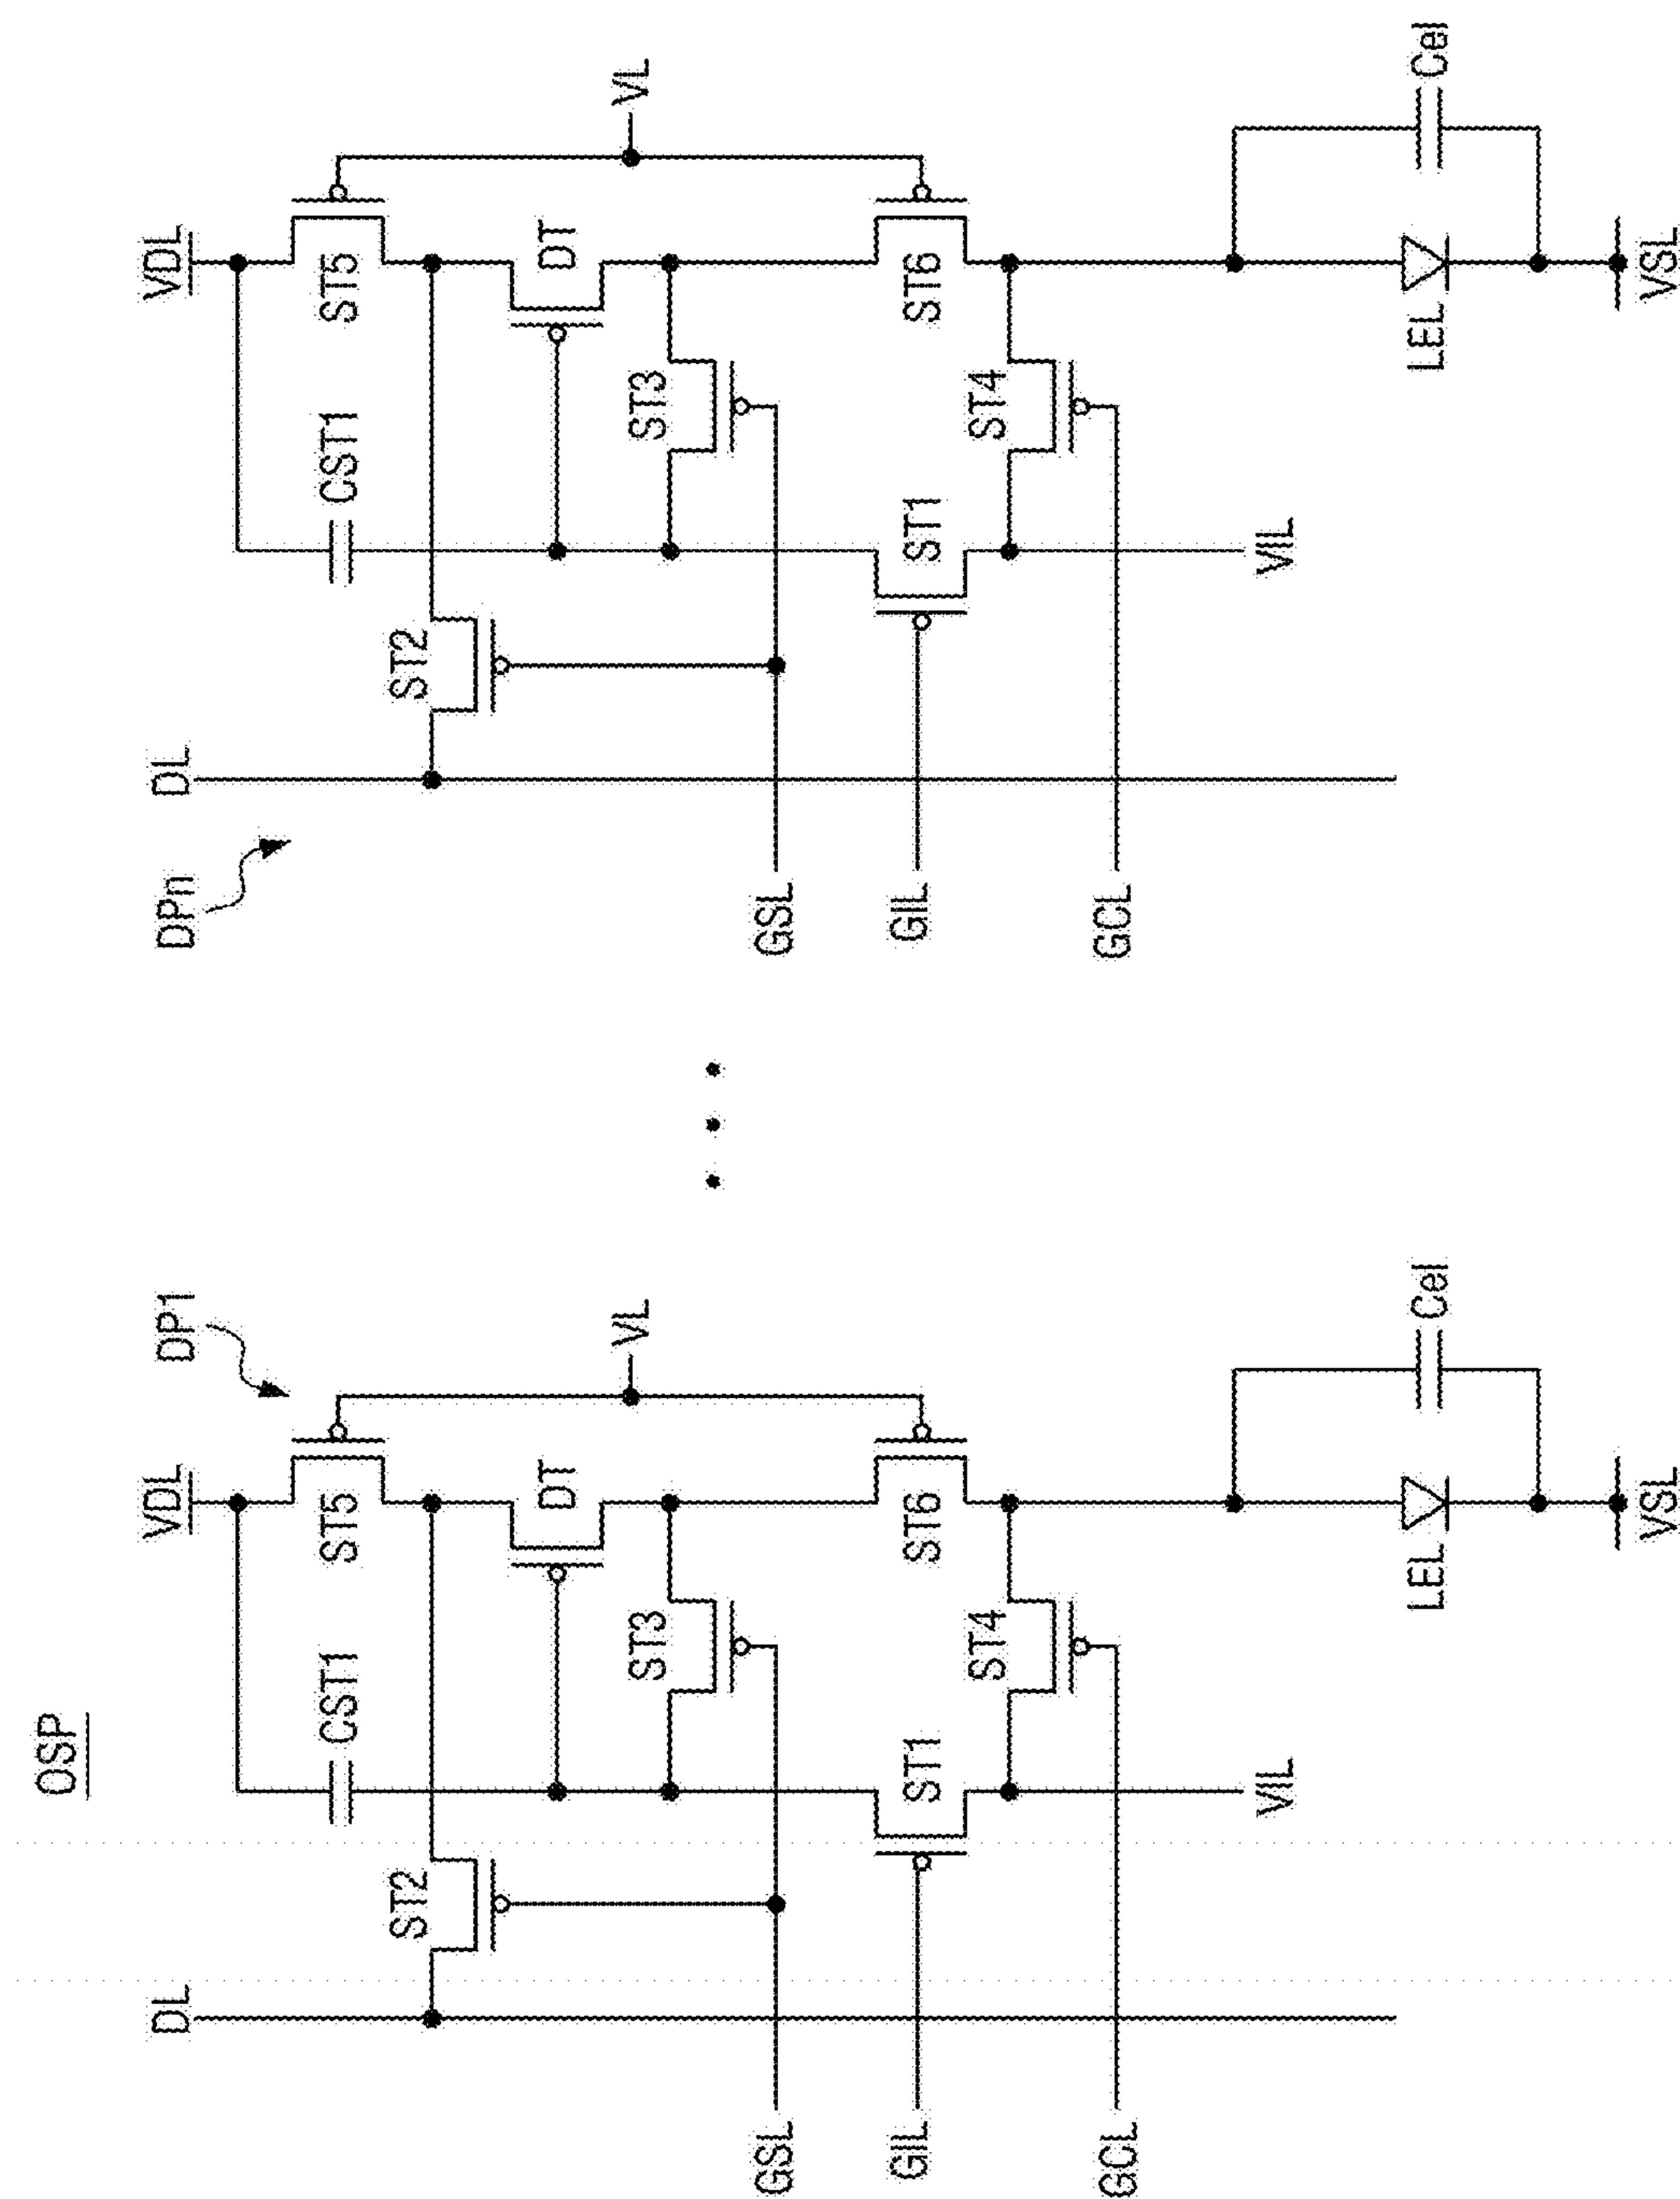 OSP
DL
VDL
DP1
ST2
CST1
ST5
DT
VL
ST3
GSL
ST1
ST6
GIL
ST4
GCL
VIL
LEL
Cel
VSL
DPn
DL
VDL
ST2
CST1
ST5
DT
VL
ST3
GSL
ST1
ST6
GIL
ST4
GCL
VIL
LEL
Cel
VSL